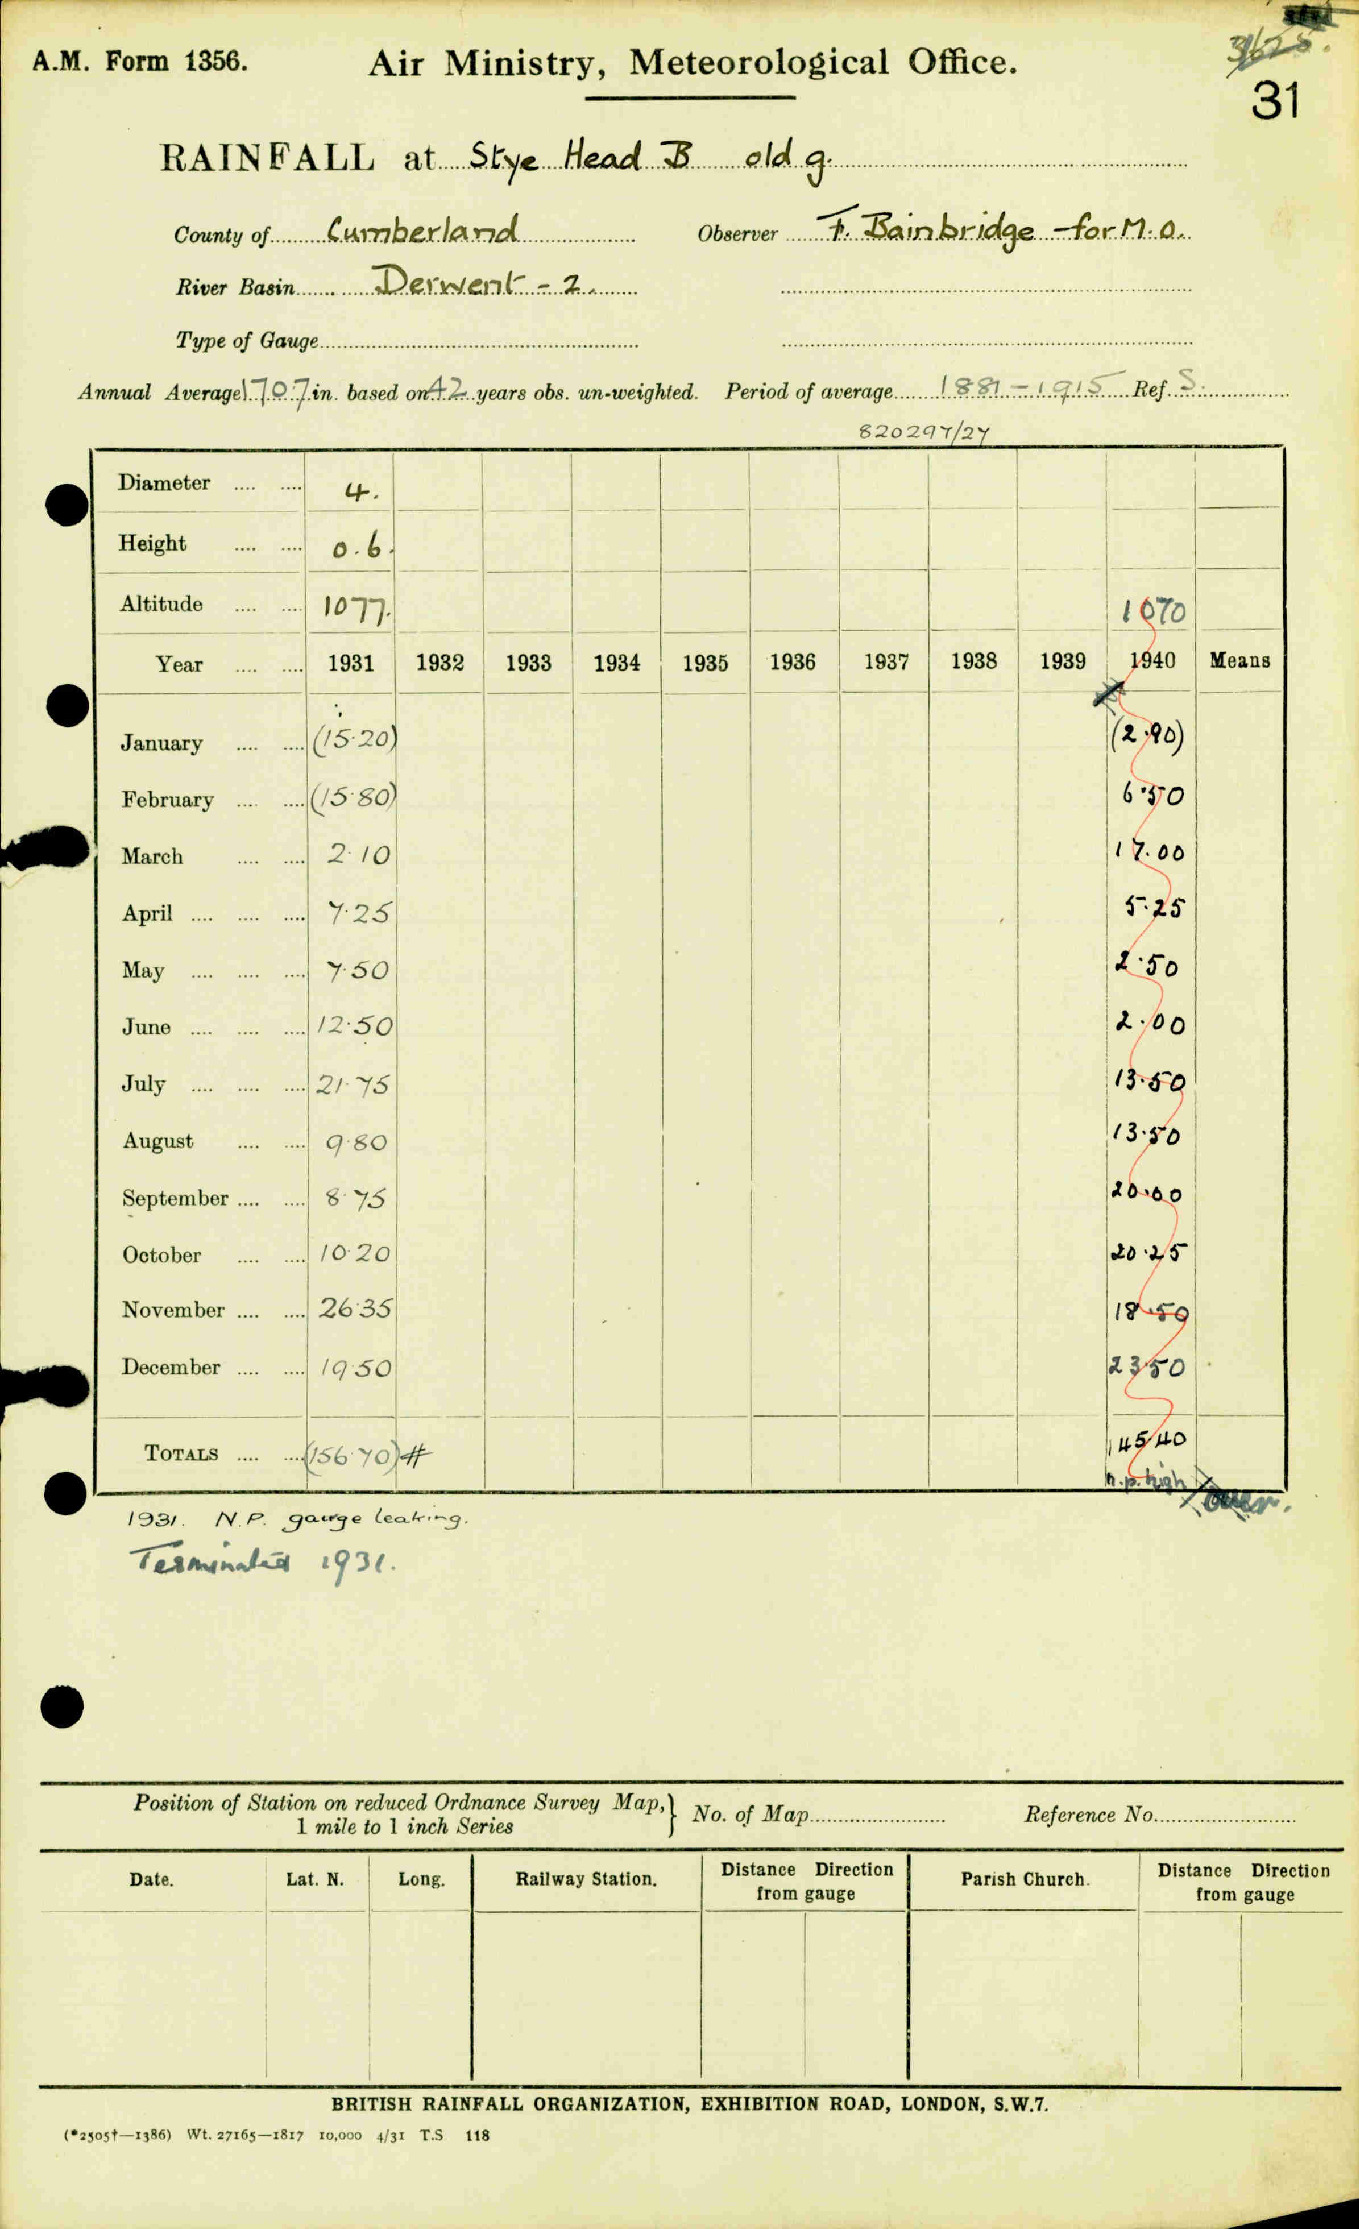 A.M. Form 1356.
Air Ministry, Meteorological Office.
3625.
31
RAINFALL at Stye Head B old g.
County of Cumberland Observer F. Bainbridge - for M.O.
River Basin Derwent - 2.
Type of Gauge
Annual Average 170.7 in. based on 42 years obs. un-weighted. Period of average 1881 - 1915 Ref. S.
820297/27
Diameter .... .... 4.
Height .... .... 0.6.
Altitude .... .... 1077. 1070
Year .... .... 1931 1932 1933 1934 1935 1936 1937 1938 1939 1940 Means
January .... .... (15.20) (2.90)
February .... .... (15.80) 6.50
March .... .... 2.10 17.00
April .... .... .... 7.25 5.25
May .... .... .... 7.50 2.50
June .... .... .... 12.50 2.00
July .... .... .... 21.75 13.50
August .... .... 9.80 13.50
September .... .... 8.75 20.00
October .... .... 10.20 20.25
November .... .... 26.35 18.50
December .... .... 19.50 23.50
TOTALS .... .... (156.70)# 145.40
n.p. high over.
1931. N.P. gauge leaking.
Terminated 1931.
Position of Station on reduced Ordnance Survey Map,
1 mile to 1 inch Series
No. of Map Reference No.
Date. Lat. N. Long. Railway Station. Distance Direction from gauge Parish Church. Distance Direction from gauge
BRITISH RAINFALL ORGANIZATION, EXHIBITION ROAD, LONDON, S.W.7.
(*2505†—1386) Wt. 27165—1817 10,000 4/31 T.S 118